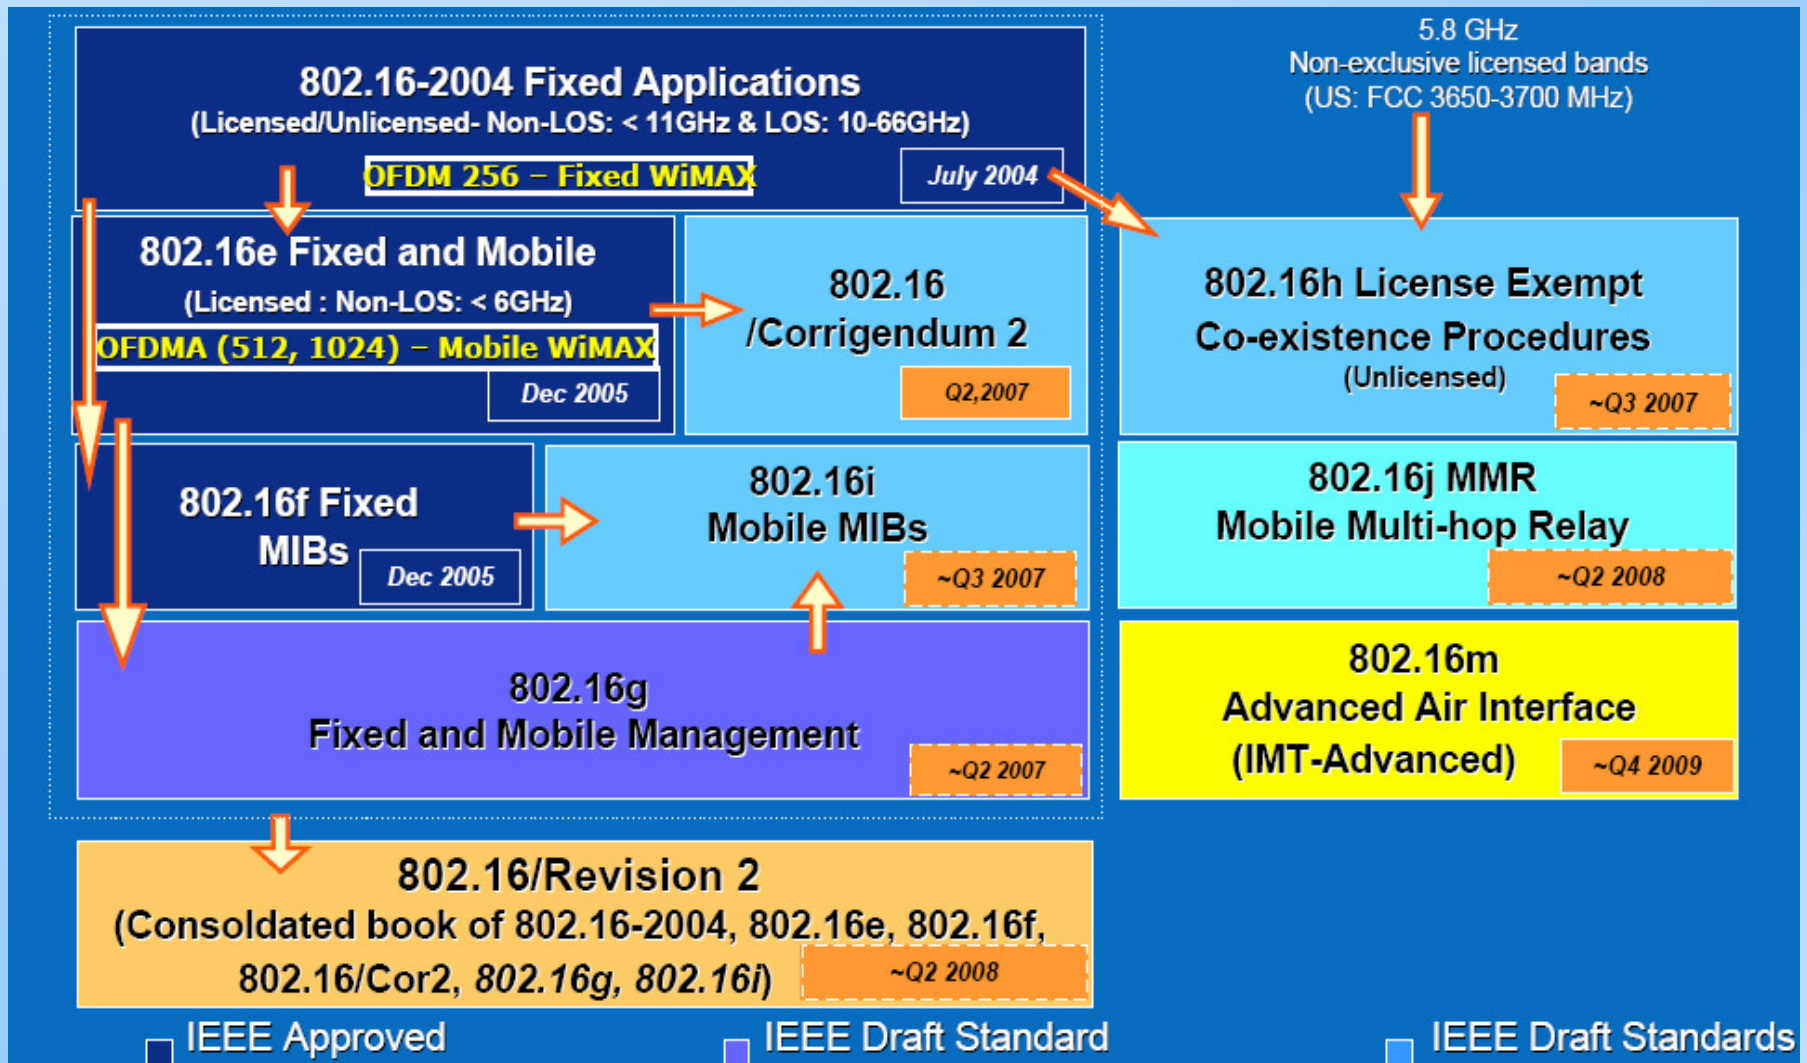 802.16-2004 Fixed Applications
(Licensed/Unlicensed- Non-LOS: < 11GHz & LOS: 10-66GHz)
OFDM 256 – Fixed WiMAX
July 2004
5.8 GHz
Non-exclusive licensed bands
(US: FCC 3650-3700 MHz)
802.16e Fixed and Mobile
(Licensed : Non-LOS: < 6GHz)
OFDMA (512, 1024) – Mobile WiMAX
Dec 2005
802.16
/Corrigendum 2
Q2,2007
802.16h License Exempt
Co-existence Procedures
(Unlicensed)
~Q3 2007
802.16f Fixed
MIBs
Dec 2005
802.16i
Mobile MIBs
~Q3 2007
802.16j MMR
Mobile Multi-hop Relay
~Q2 2008
802.16g
Fixed and Mobile Management
~Q2 2007
802.16m
Advanced Air Interface
(IMT-Advanced)
~Q4 2009
802.16/Revision 2
(Consoldated book of 802.16-2004, 802.16e, 802.16f,
802.16/Cor2, 802.16g, 802.16i)
~Q2 2008
IEEE Approved
IEEE Draft Standard
IEEE Draft Standards